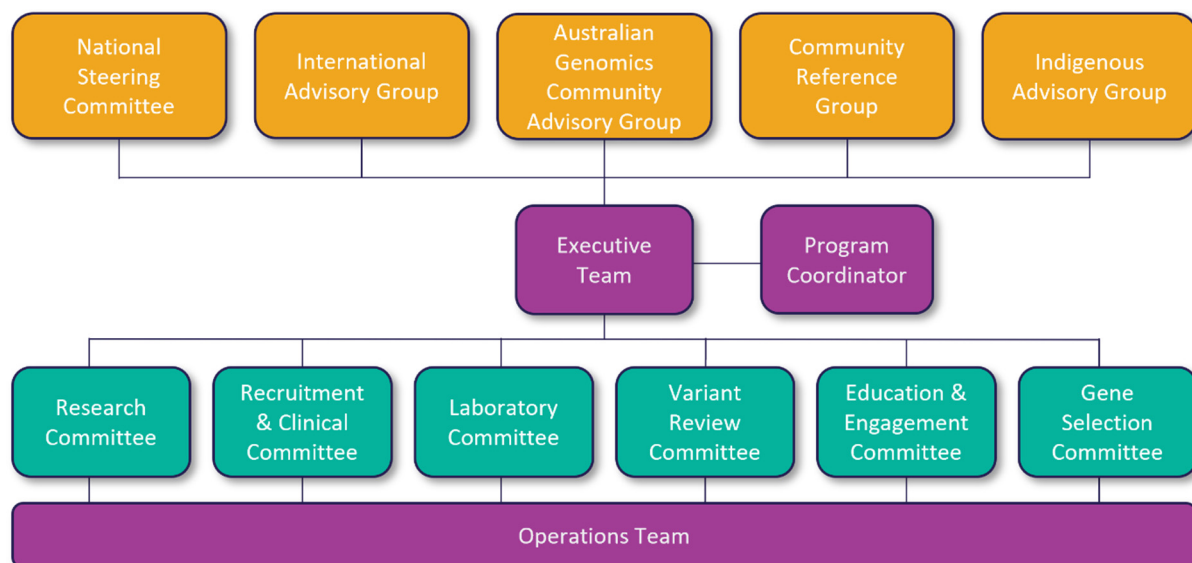 National
Steering
Committee
International
Advisory Group
Australian
Genomics
Community
Advisory Group
Community
Reference
Group
Indigenous
Advisory Group
Executive
Team
Program
Coordinator
Research
Committee
Recruitment
& Clinical
Committee
Laboratory
Committee
Variant
Review
Committee
Education &
Engagement
Committee
Gene
Selection
Committee
Operations Team